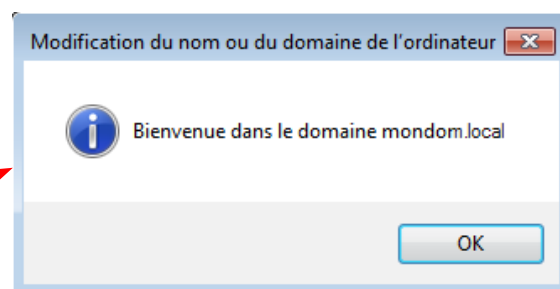 Modification du nom ou du domaine de l'ordinateur
Bienvenue dans le domaine mondom.local
OK